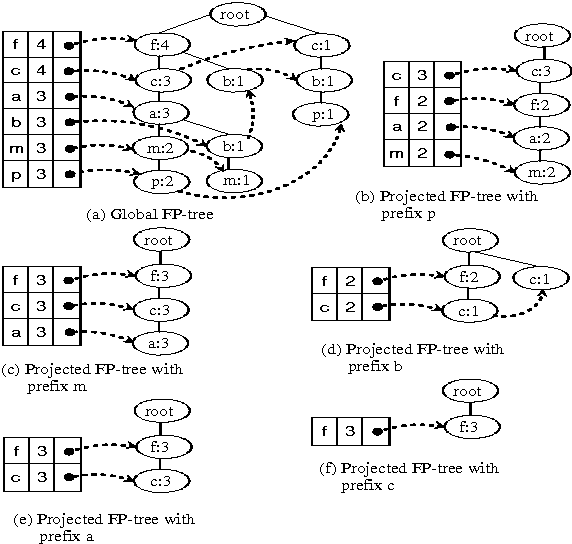 root
f 4 f:4 c:1
c 4 c:3 b:1 b:1
a 3 a:3 p:1
b 3 b:1
m 3 m:2
p 3 p:2 m:1
(a) Global FP-tree
root
c 3 c:3
f 2 f:2
a 2 a:2
m 2 m:2
(b) Projected FP-tree with
prefix p
root
f 3 f:3
c 3 c:3
a 3 a:3
(c) Projected FP-tree with
prefix m
root
f 2 f:2 c:1
c 2 c:1
(d) Projected FP-tree with
prefix b
root
f 3 f:3
c 3 c:3
(e) Projected FP-tree with
prefix a
root
f 3 f:3
(f) Projected FP-tree with
prefix c